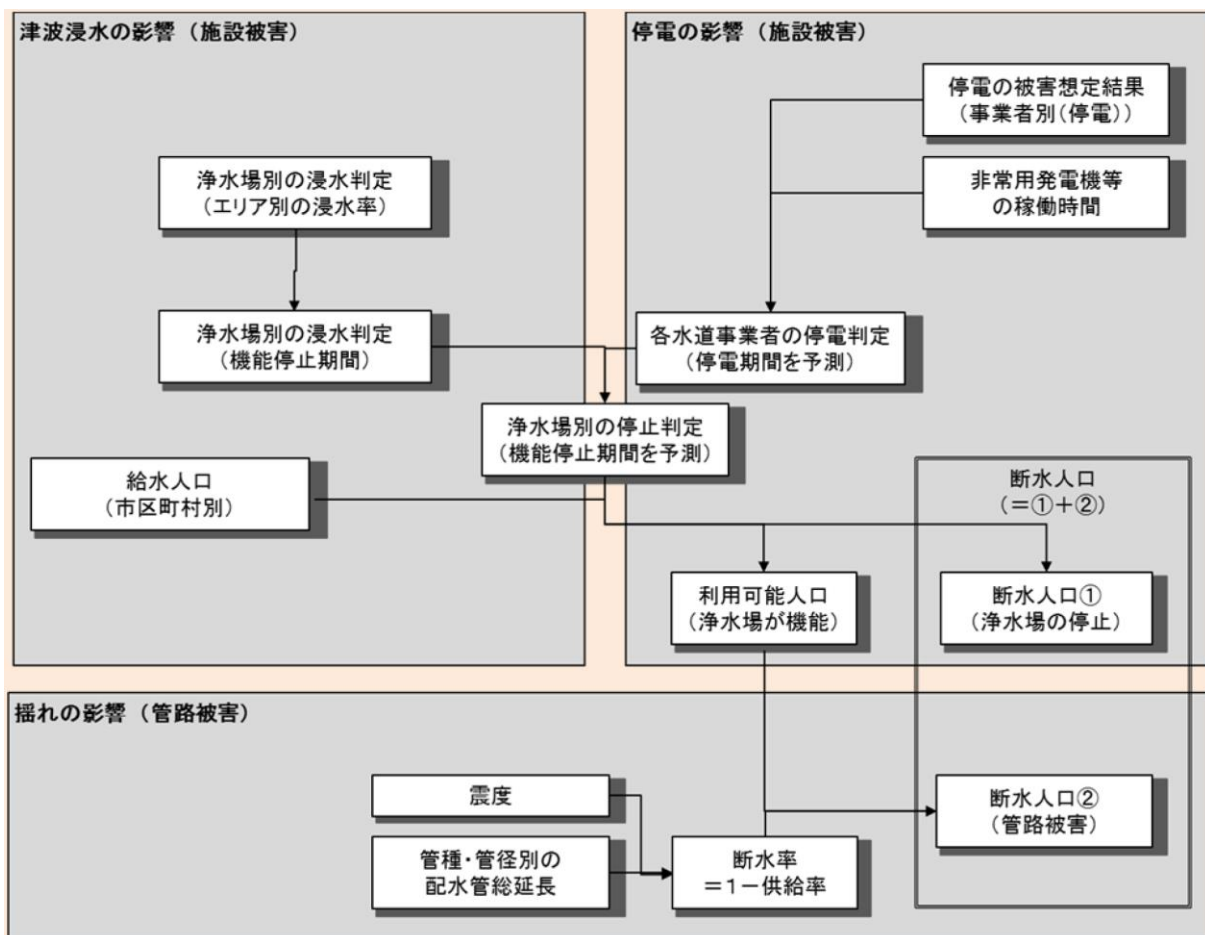 津波浸水の影響（施設被害）
浄水場別の浸水判定
（エリア別の浸水率）
浄水場別の浸水判定
（機能停止期間）
停電の影響（施設被害）
停電の被害想定結果
（事業者別（停電））
非常用発電機等
の稼働時間
各水道事業者の停電判定
（停電期間を予測）
浄水場別の停止判定
（機能停止期間を予測）
給水人口
（市区町村別）
断水人口
（＝①＋②）
利用可能人口
（浄水場が機能）
断水人口①
（浄水場の停止）
揺れの影響（管路被害）
震度
管種・管径別の
配水管総延長
断水率
＝１－供給率
断水人口②
（管路被害）